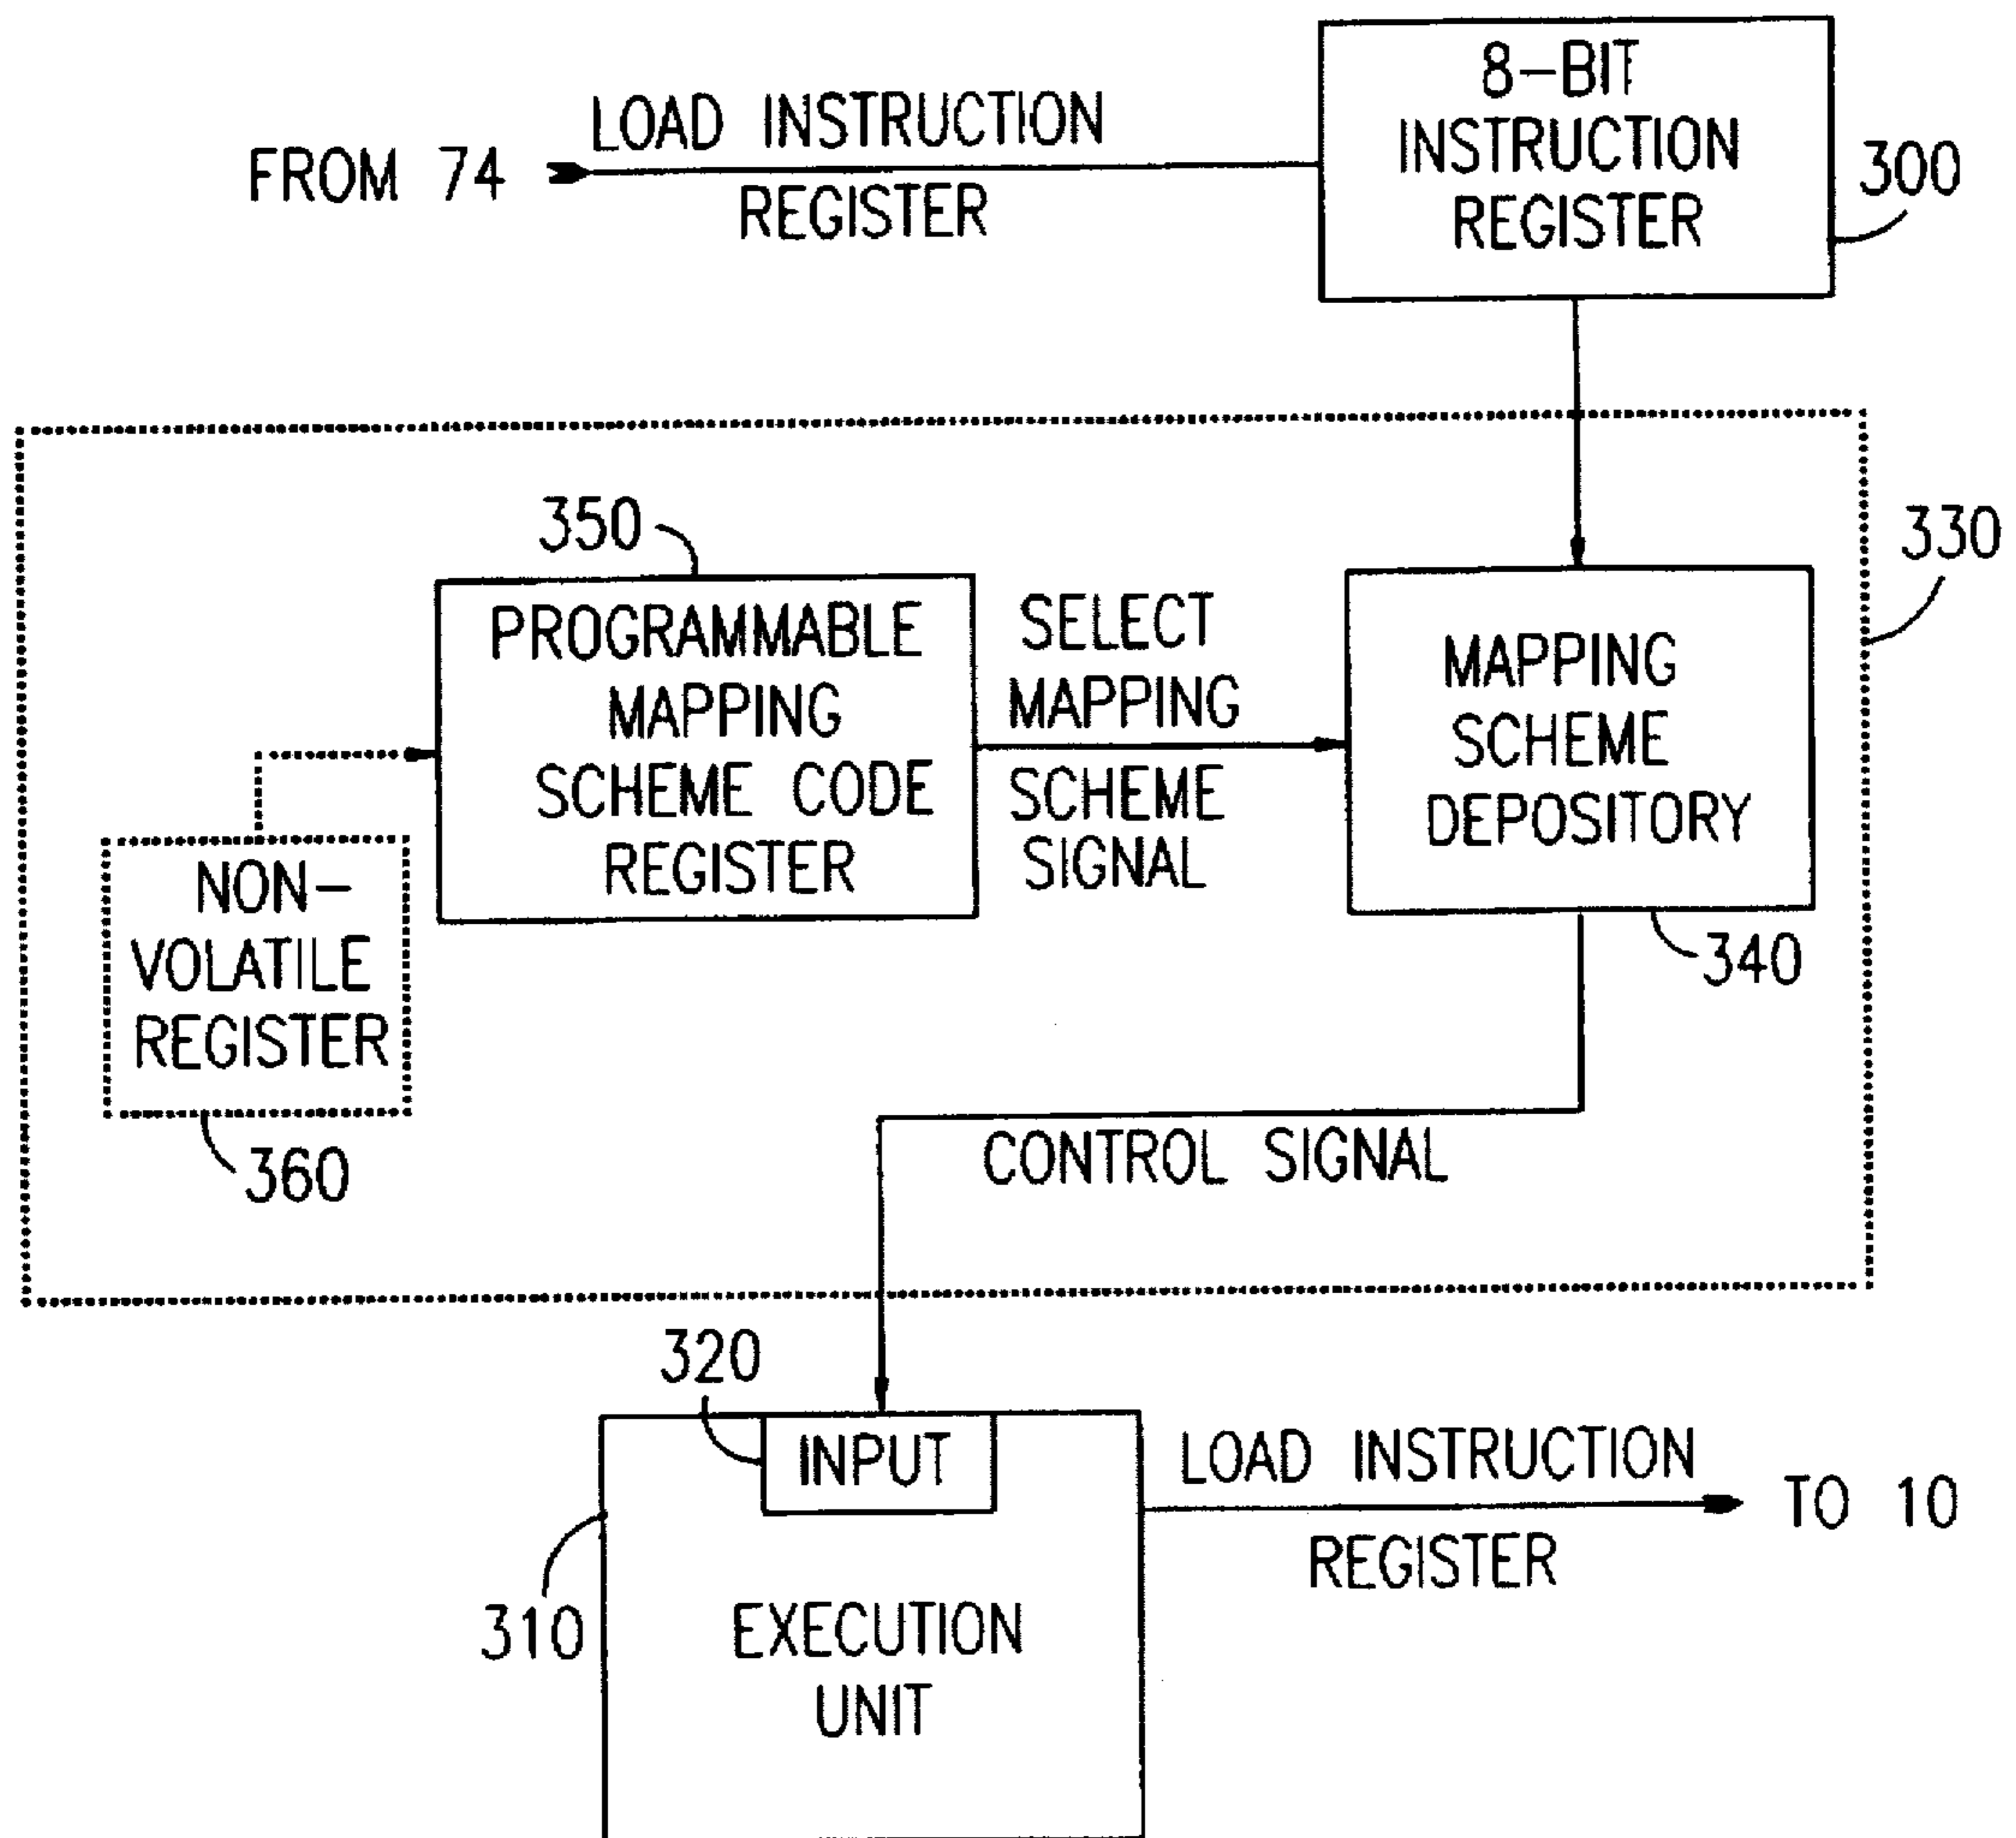 8-BIT
INSTRUCTION
REGISTER
300
FROM 74
LOAD INSTRUCTION
REGISTER
330
350
PROGRAMMABLE
MAPPING
SCHEME CODE
REGISTER
SELECT
MAPPING
SCHEME
SIGNAL
MAPPING
SCHEME
DEPOSITORY
340
NON-
VOLATILE
REGISTER
360
CONTROL SIGNAL
320
INPUT
310
EXECUTION
UNIT
LOAD INSTRUCTION
REGISTER
TO 10